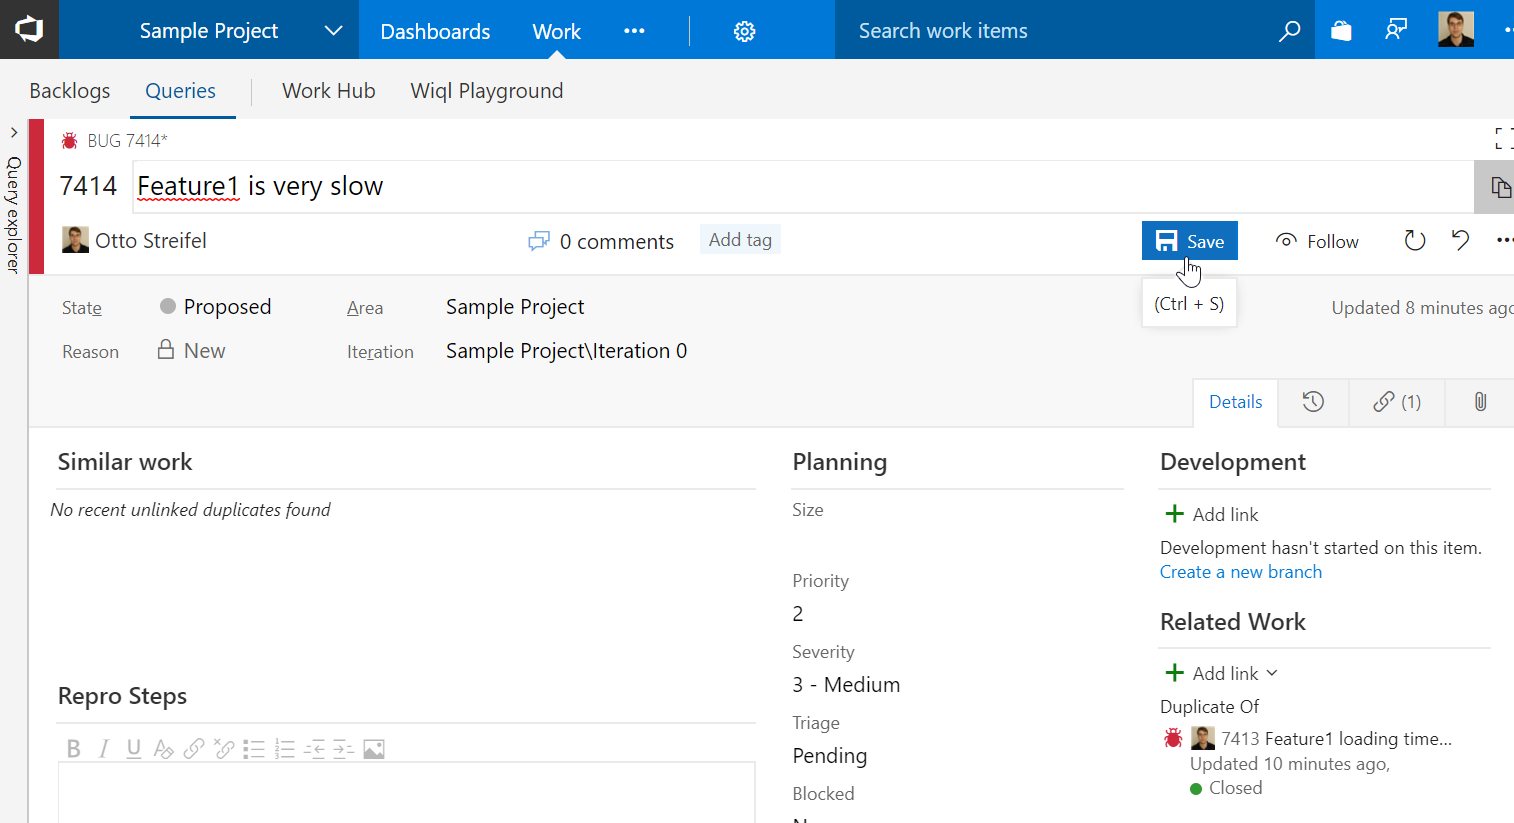 Sample Project
Dashboards
Work
Search work items
Backlogs
Queries
Work Hub
Wiql Playground
Query explorer
BUG 7414*
7414
Feature1 is very slow
Otto Streifel
0 comments
Add tag
Save
Follow
(Ctrl + S)
State
Proposed
Area
Sample Project
Updated 8 minutes ago
Reason
New
Iteration
Sample Project\Iteration 0
Details
(1)
Similar work
No recent unlinked duplicates found
Repro Steps
B I U
Planning
Size
Priority
2
Severity
3 - Medium
Triage
Pending
Blocked
Development
Add link
Development hasn't started on this item.
Create a new branch
Related Work
Add link
Duplicate Of
7413 Feature1 loading time...
Updated 10 minutes ago,
Closed